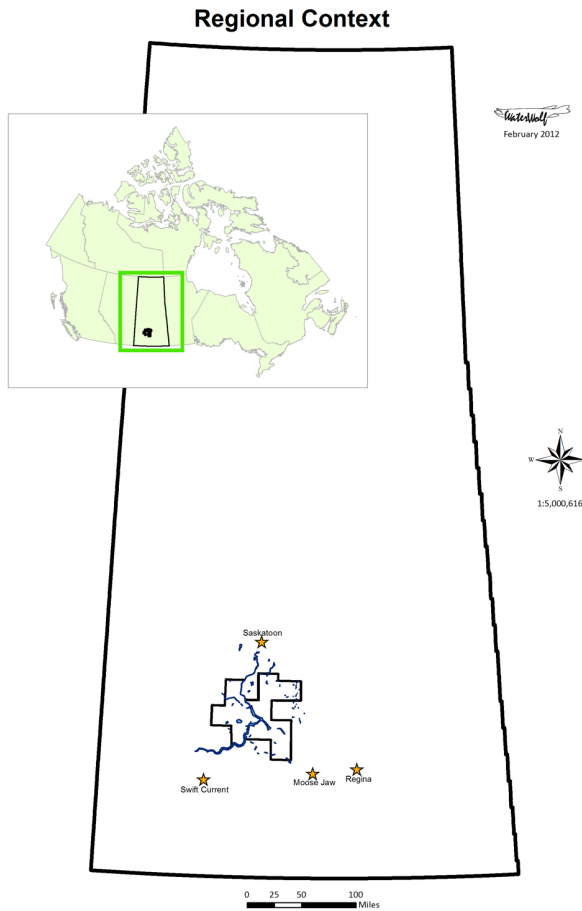 Regional Context
WaterWolf
February 2012
N
W
S
1:5,000,616
Saskatoon
Swift Current
Moose Jaw
Regina
0 25 50 100
Miles